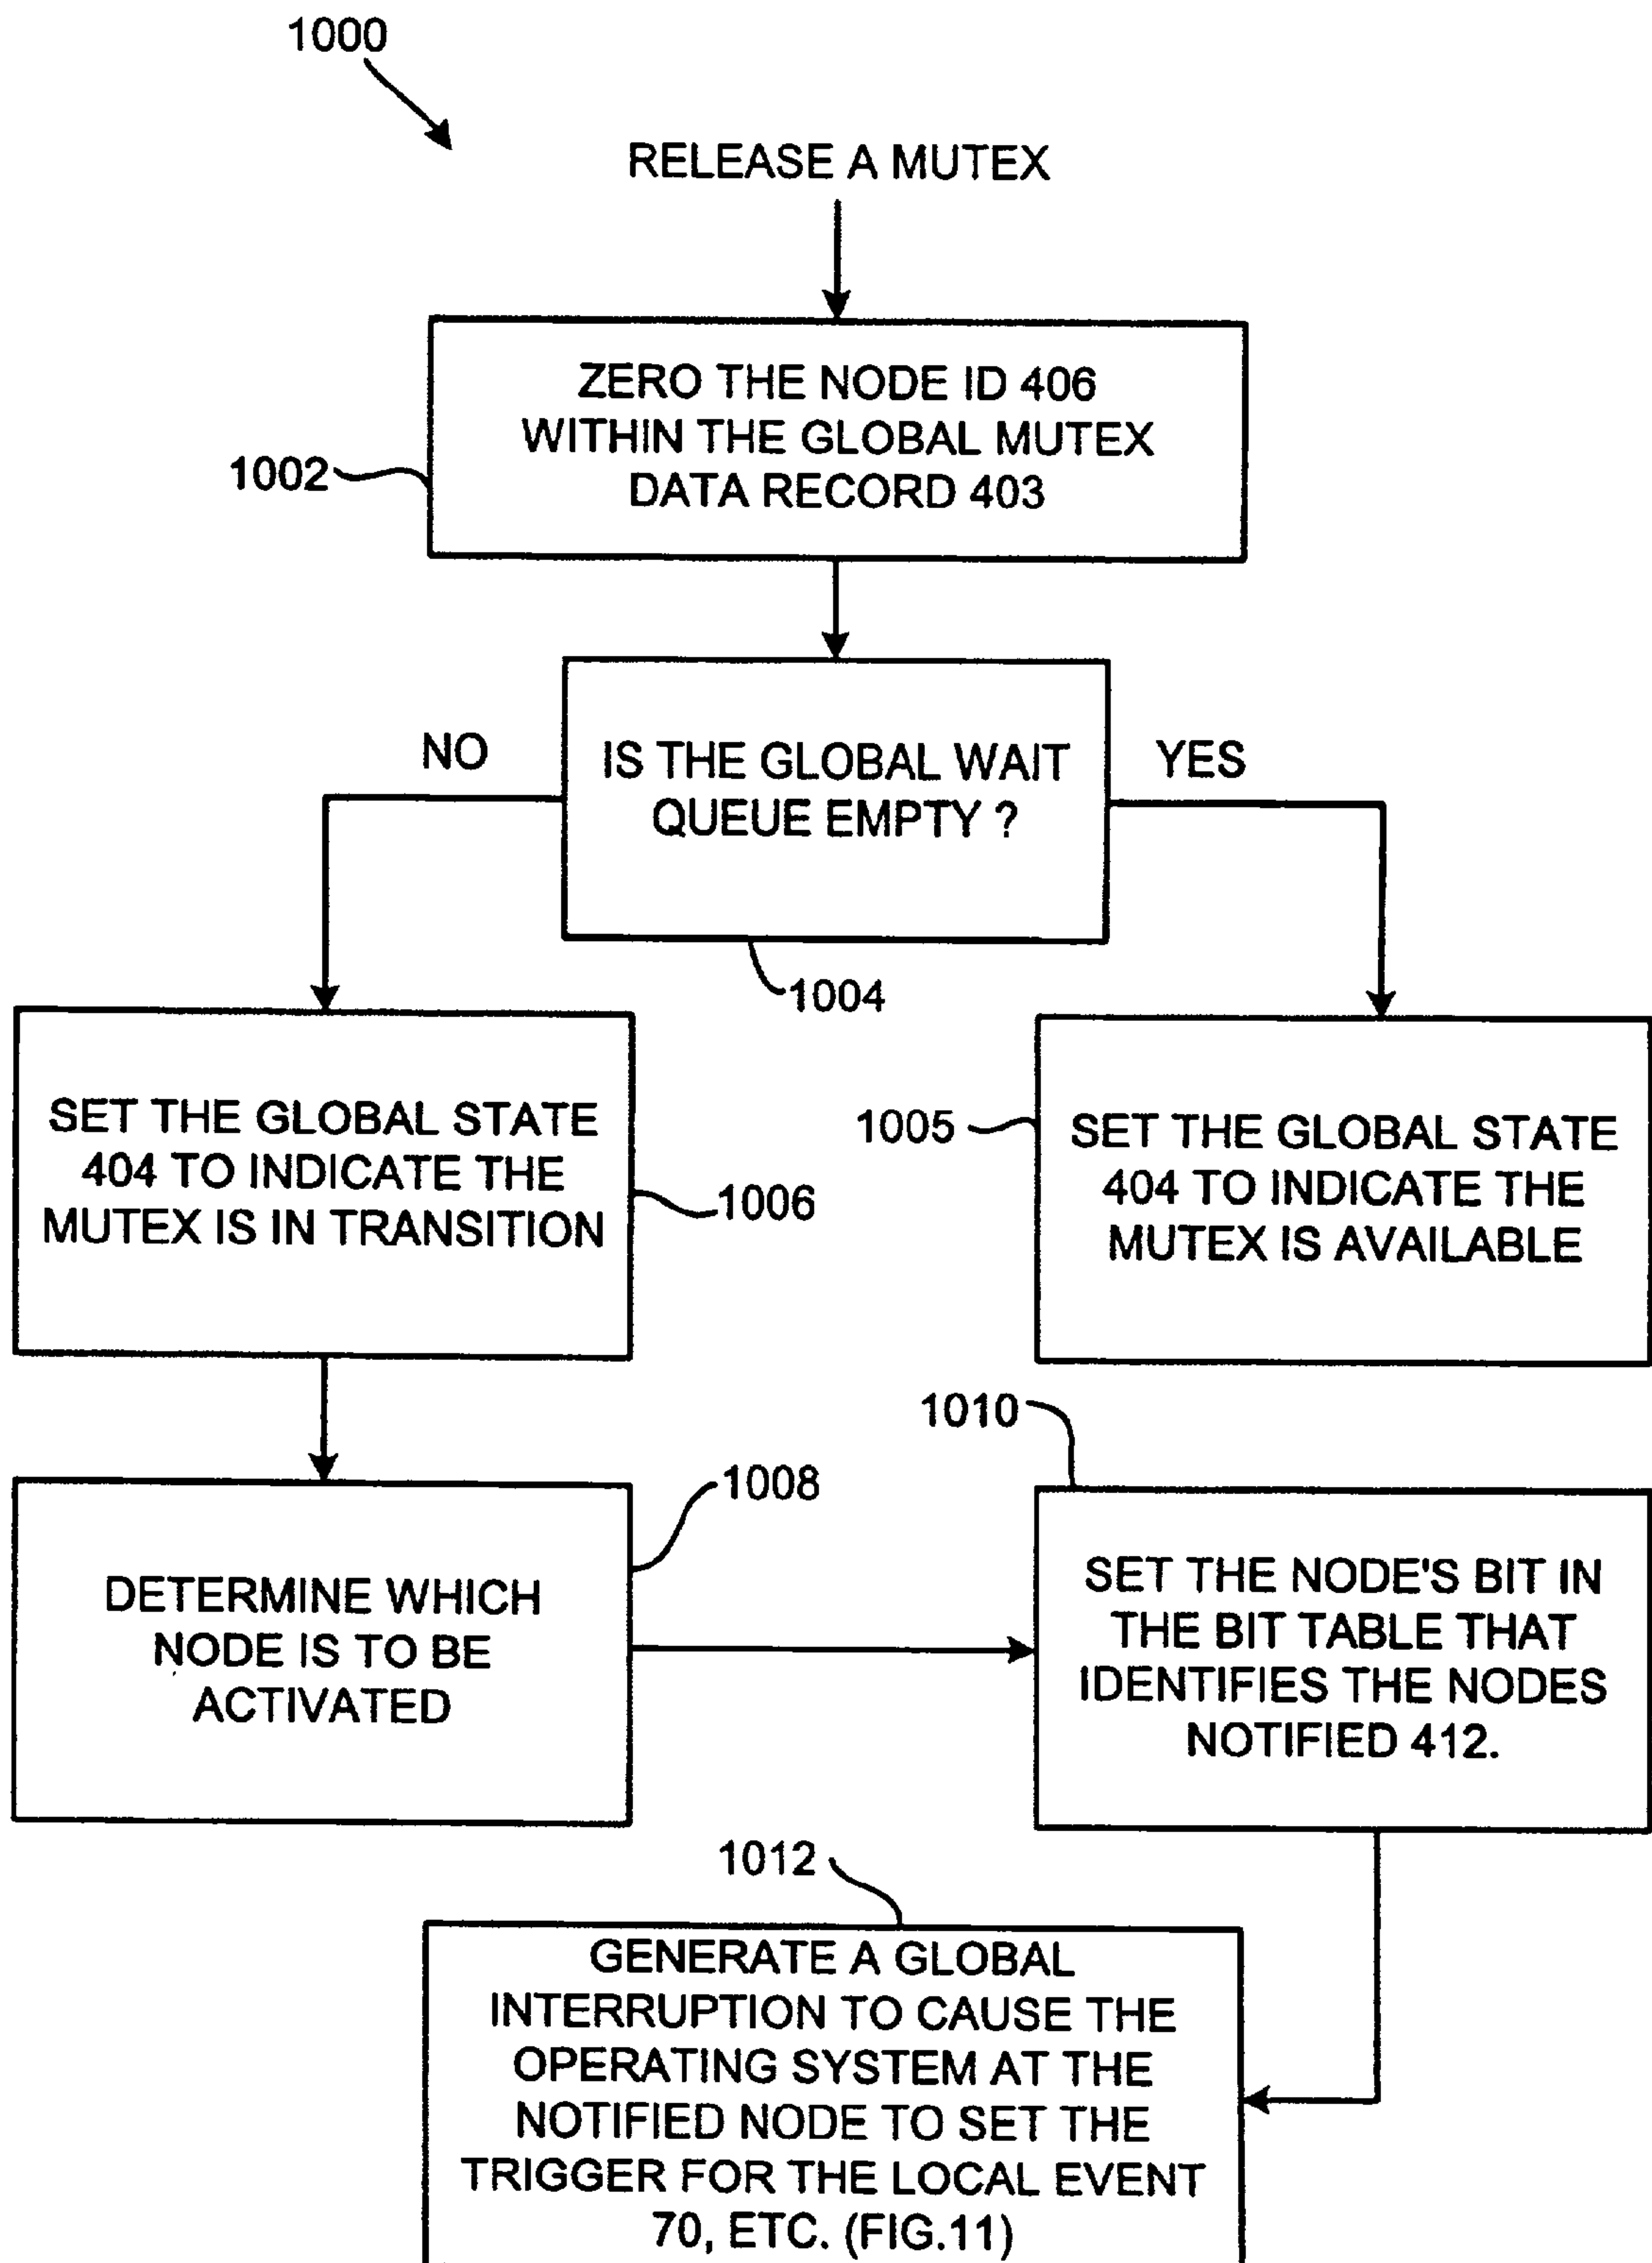 1000
RELEASE A MUTEX
ZERO THE NODE ID 406
WITHIN THE GLOBAL MUTEX
DATA RECORD 403
1002
NO
IS THE GLOBAL WAIT
QUEUE EMPTY ?
YES
1004
SET THE GLOBAL STATE
404 TO INDICATE THE
MUTEX IS IN TRANSITION
1006
1005
SET THE GLOBAL STATE
404 TO INDICATE THE
MUTEX IS AVAILABLE
1008
DETERMINE WHICH
NODE IS TO BE
ACTIVATED
1010
SET THE NODE'S BIT IN
THE BIT TABLE THAT
IDENTIFIES THE NODES
NOTIFIED 412.
1012
GENERATE A GLOBAL
INTERRUPTION TO CAUSE THE
OPERATING SYSTEM AT THE
NOTIFIED NODE TO SET THE
TRIGGER FOR THE LOCAL EVENT
70, ETC. (FIG.11)